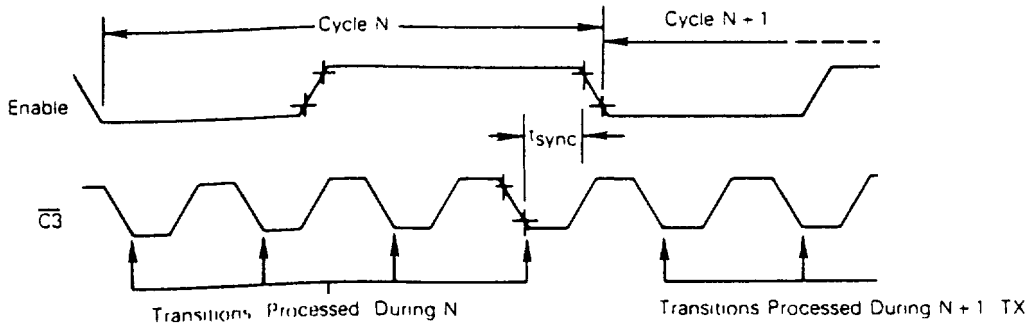 Cycle N
Cycle N + 1
Enable
tsync
C3
Transitions Processed During N
Transitions Processed During N + 1 TX